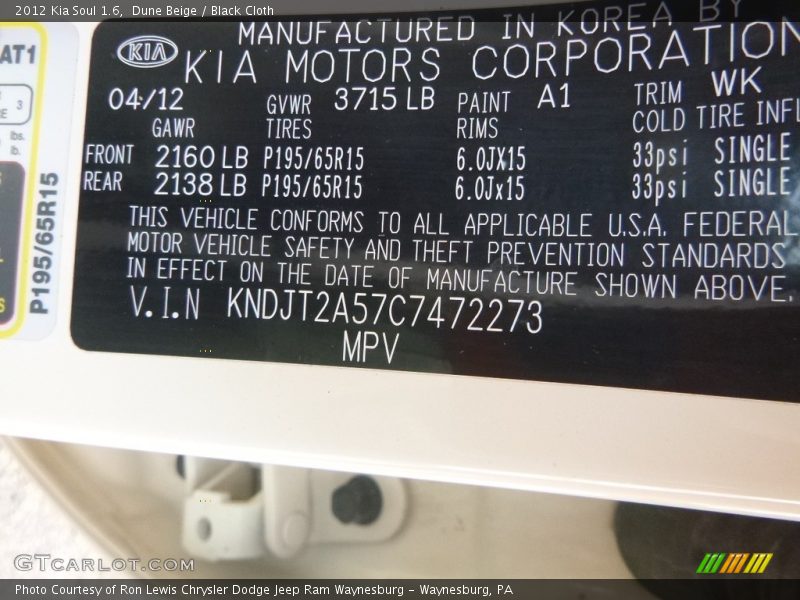 2012 Kia Soul 1.6, Dune Beige / Black Cloth
MANUFACTURED IN KOREA BY
KIA KIA MOTORS CORPORATION
04/12 GVWR 3715 LB PAINT A1 TRIM WK
GAWR TIRES RIMS COLD TIRE INFL
FRONT 2160 LB P195/65R15 6.0JX15 33psi SINGLE
REAR 2138 LB P195/65R15 6.0Jx15 33psi SINGLE
THIS VEHICLE CONFORMS TO ALL APPLICABLE U.S.A. FEDERAL
MOTOR VEHICLE SAFETY AND THEFT PREVENTION STANDARDS
IN EFFECT ON THE DATE OF MANUFACTURE SHOWN ABOVE.
V.I.N KNDJT2A57C7472273
MPV
AT1
3
lbs.
P195/65R15
GTCARLOT.COM
Photo Courtesy of Ron Lewis Chrysler Dodge Jeep Ram Waynesburg – Waynesburg, PA